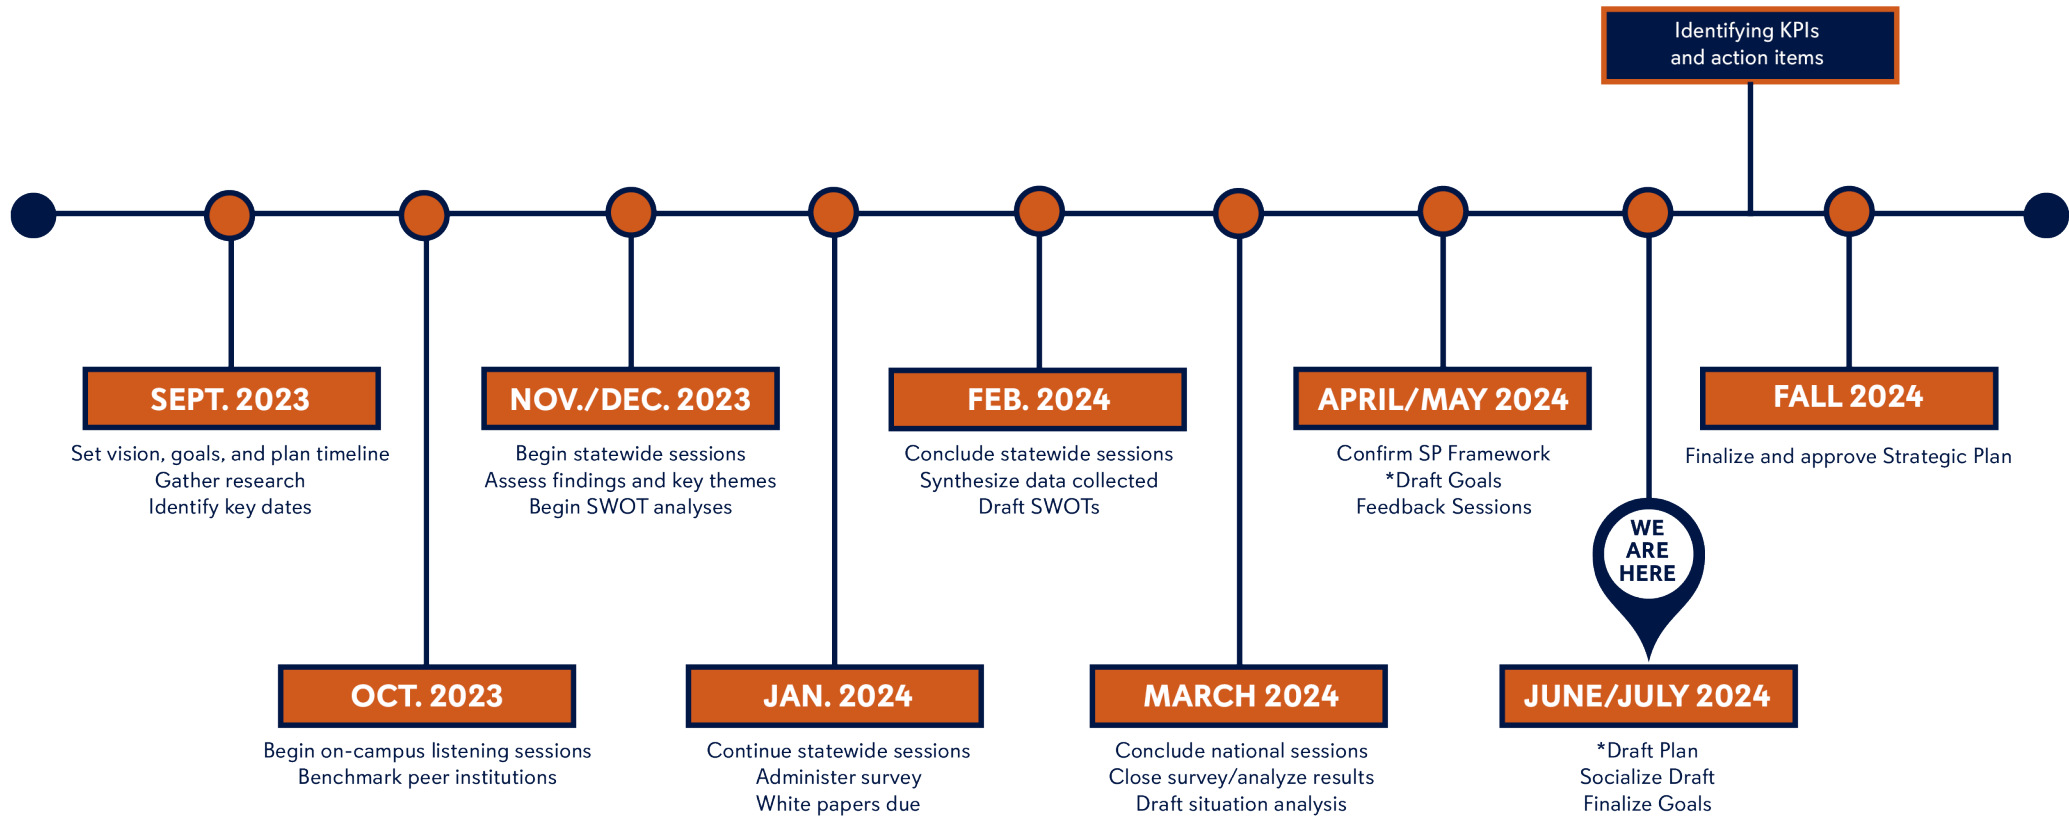 Identifying KPIs
and action items
SEPT. 2023
Set vision, goals, and plan timeline
Gather research
Identify key dates
OCT. 2023
Begin on-campus listening sessions
Benchmark peer institutions
NOV./DEC. 2023
Begin statewide sessions
Assess findings and key themes
Begin SWOT analyses
JAN. 2024
Continue statewide sessions
Administer survey
White papers due
FEB. 2024
Conclude statewide sessions
Synthesize data collected
Draft SWOTs
MARCH 2024
Conclude national sessions
Close survey/analyze results
Draft situation analysis
APRIL/MAY 2024
Confirm SP Framework
*Draft Goals
Feedback Sessions
WE
ARE
HERE
JUNE/JULY 2024
*Draft Plan
Socialize Draft
Finalize Goals
FALL 2024
Finalize and approve Strategic Plan